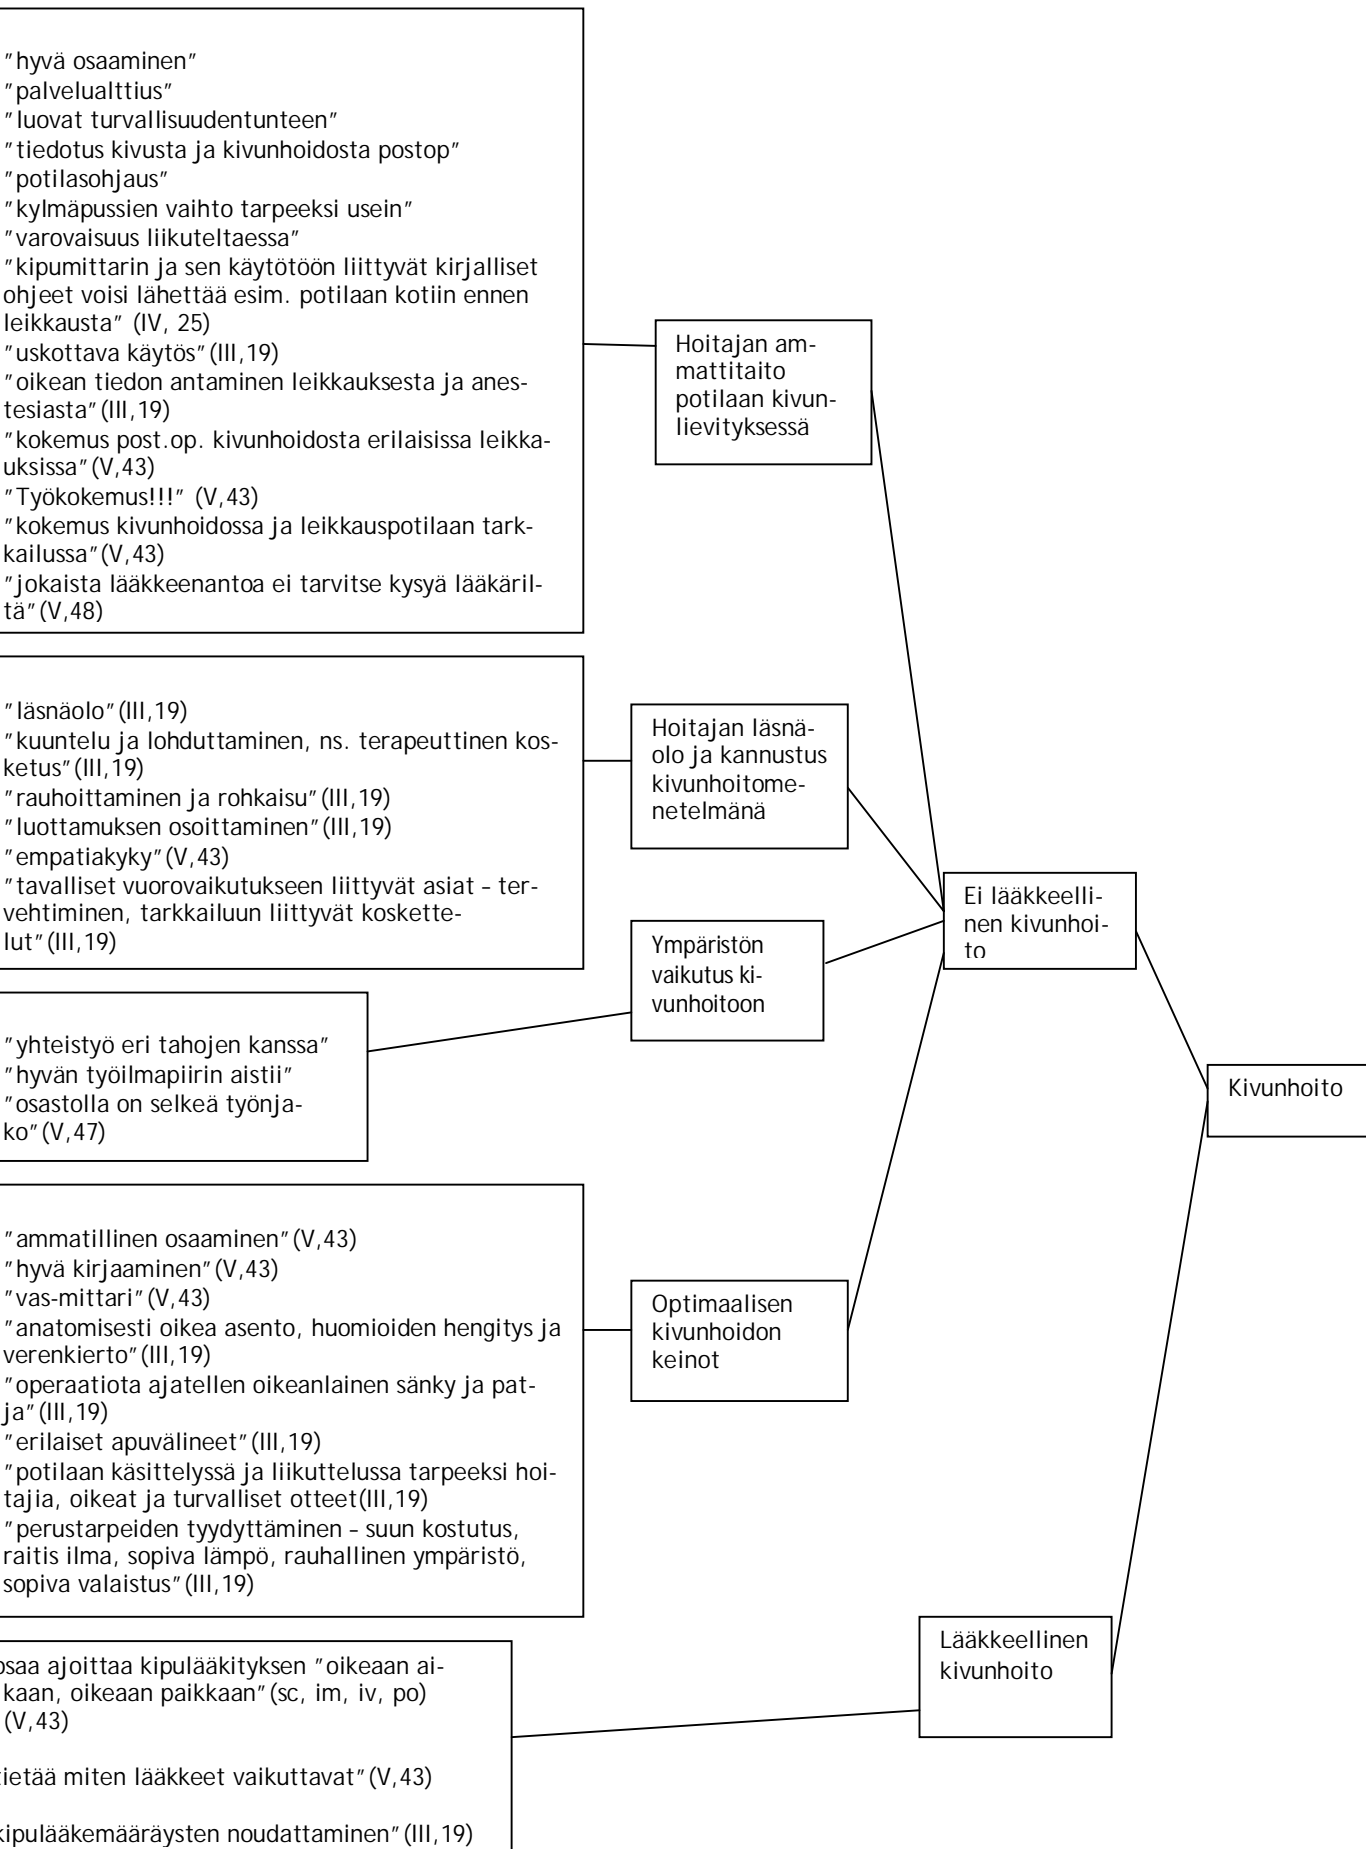 "hyvä osaaminen"
"palvelualttius"
"luovat turvallisuudentunteen"
"tiedotus kivusta ja kivunhoidosta postop"
"potilasohjaus"
"kylmäpussien vaihto tarpeeksi usein"
"varovaisuus liikuteltaessa"
"kipumittarin ja sen käytötöön liittyvät kirjalliset
ohjeet voisi lähettää esim. potilaan kotiin ennen
leikkausta" (IV, 25)
"uskottava käytös"(III,19)
"oikean tiedon antaminen leikkauksesta ja anes-
tesiasta"(III,19)
"kokemus post.op. kivunhoidosta erilaisissa leikka-
uksissa"(V,43)
"Työkokemus!!!" (V,43)
"kokemus kivunhoidossa ja leikkauspotilaan tark-
kailussa"(V,43)
"jokaista lääkkeenantoa ei tarvitse kysyä lääkäril-
tä"(V,48)
Hoitajan am-
mattitaito
potilaan kivun-
lievityksessä
"läsnäolo"(III,19)
"kuuntelu ja lohduttaminen, ns. terapeuttinen kos-
ketus"(III,19)
"rauhoittaminen ja rohkaisu"(III,19)
"luottamuksen osoittaminen"(III,19)
"empatiakyky"(V,43)
"tavalliset vuorovaikutukseen liittyvät asiat – ter-
vehtiminen, tarkkailuun liittyvät koskette-
lut"(III,19)
Hoitajan läsnä-
olo ja kannustus
kivunhoitome-
netelmänä
Ei lääkkeelli-
nen kivunhoi-
to
Ympäristön
vaikutus ki-
vunhoitoon
"yhteistyö eri tahojen kanssa"
"hyvän työilmapiirin aistii"
"osastolla on selkeä työnja-
ko"(V,47)
Kivunhoito
"ammatillinen osaaminen"(V,43)
"hyvä kirjaaminen"(V,43)
"vas-mittari"(V,43)
"anatomisesti oikea asento, huomioiden hengitys ja
verenkierto"(III,19)
"operaatiota ajatellen oikeanlainen sänky ja pat-
ja"(III,19)
"erilaiset apuvälineet"(III,19)
"potilaan käsittelyssä ja liikuttelussa tarpeeksi hoi-
tajia, oikeat ja turvalliset otteet(III,19)
"perustarpeiden tyydyttäminen – suun kostutus,
raitis ilma, sopiva lämpö, rauhallinen ympäristö,
sopiva valaistus"(III,19)
Optimaalisen
kivunhoidon
keinot
Lääkkeellinen
kivunhoito
osaa ajoittaa kipulääkityksen "oikeaan ai-
kaan, oikeaan paikkaan"(sc, im, iv, po)
(V,43)
tietää miten lääkkeet vaikuttavat"(V,43)
kipulääkemääräysten noudattaminen"(III,19)